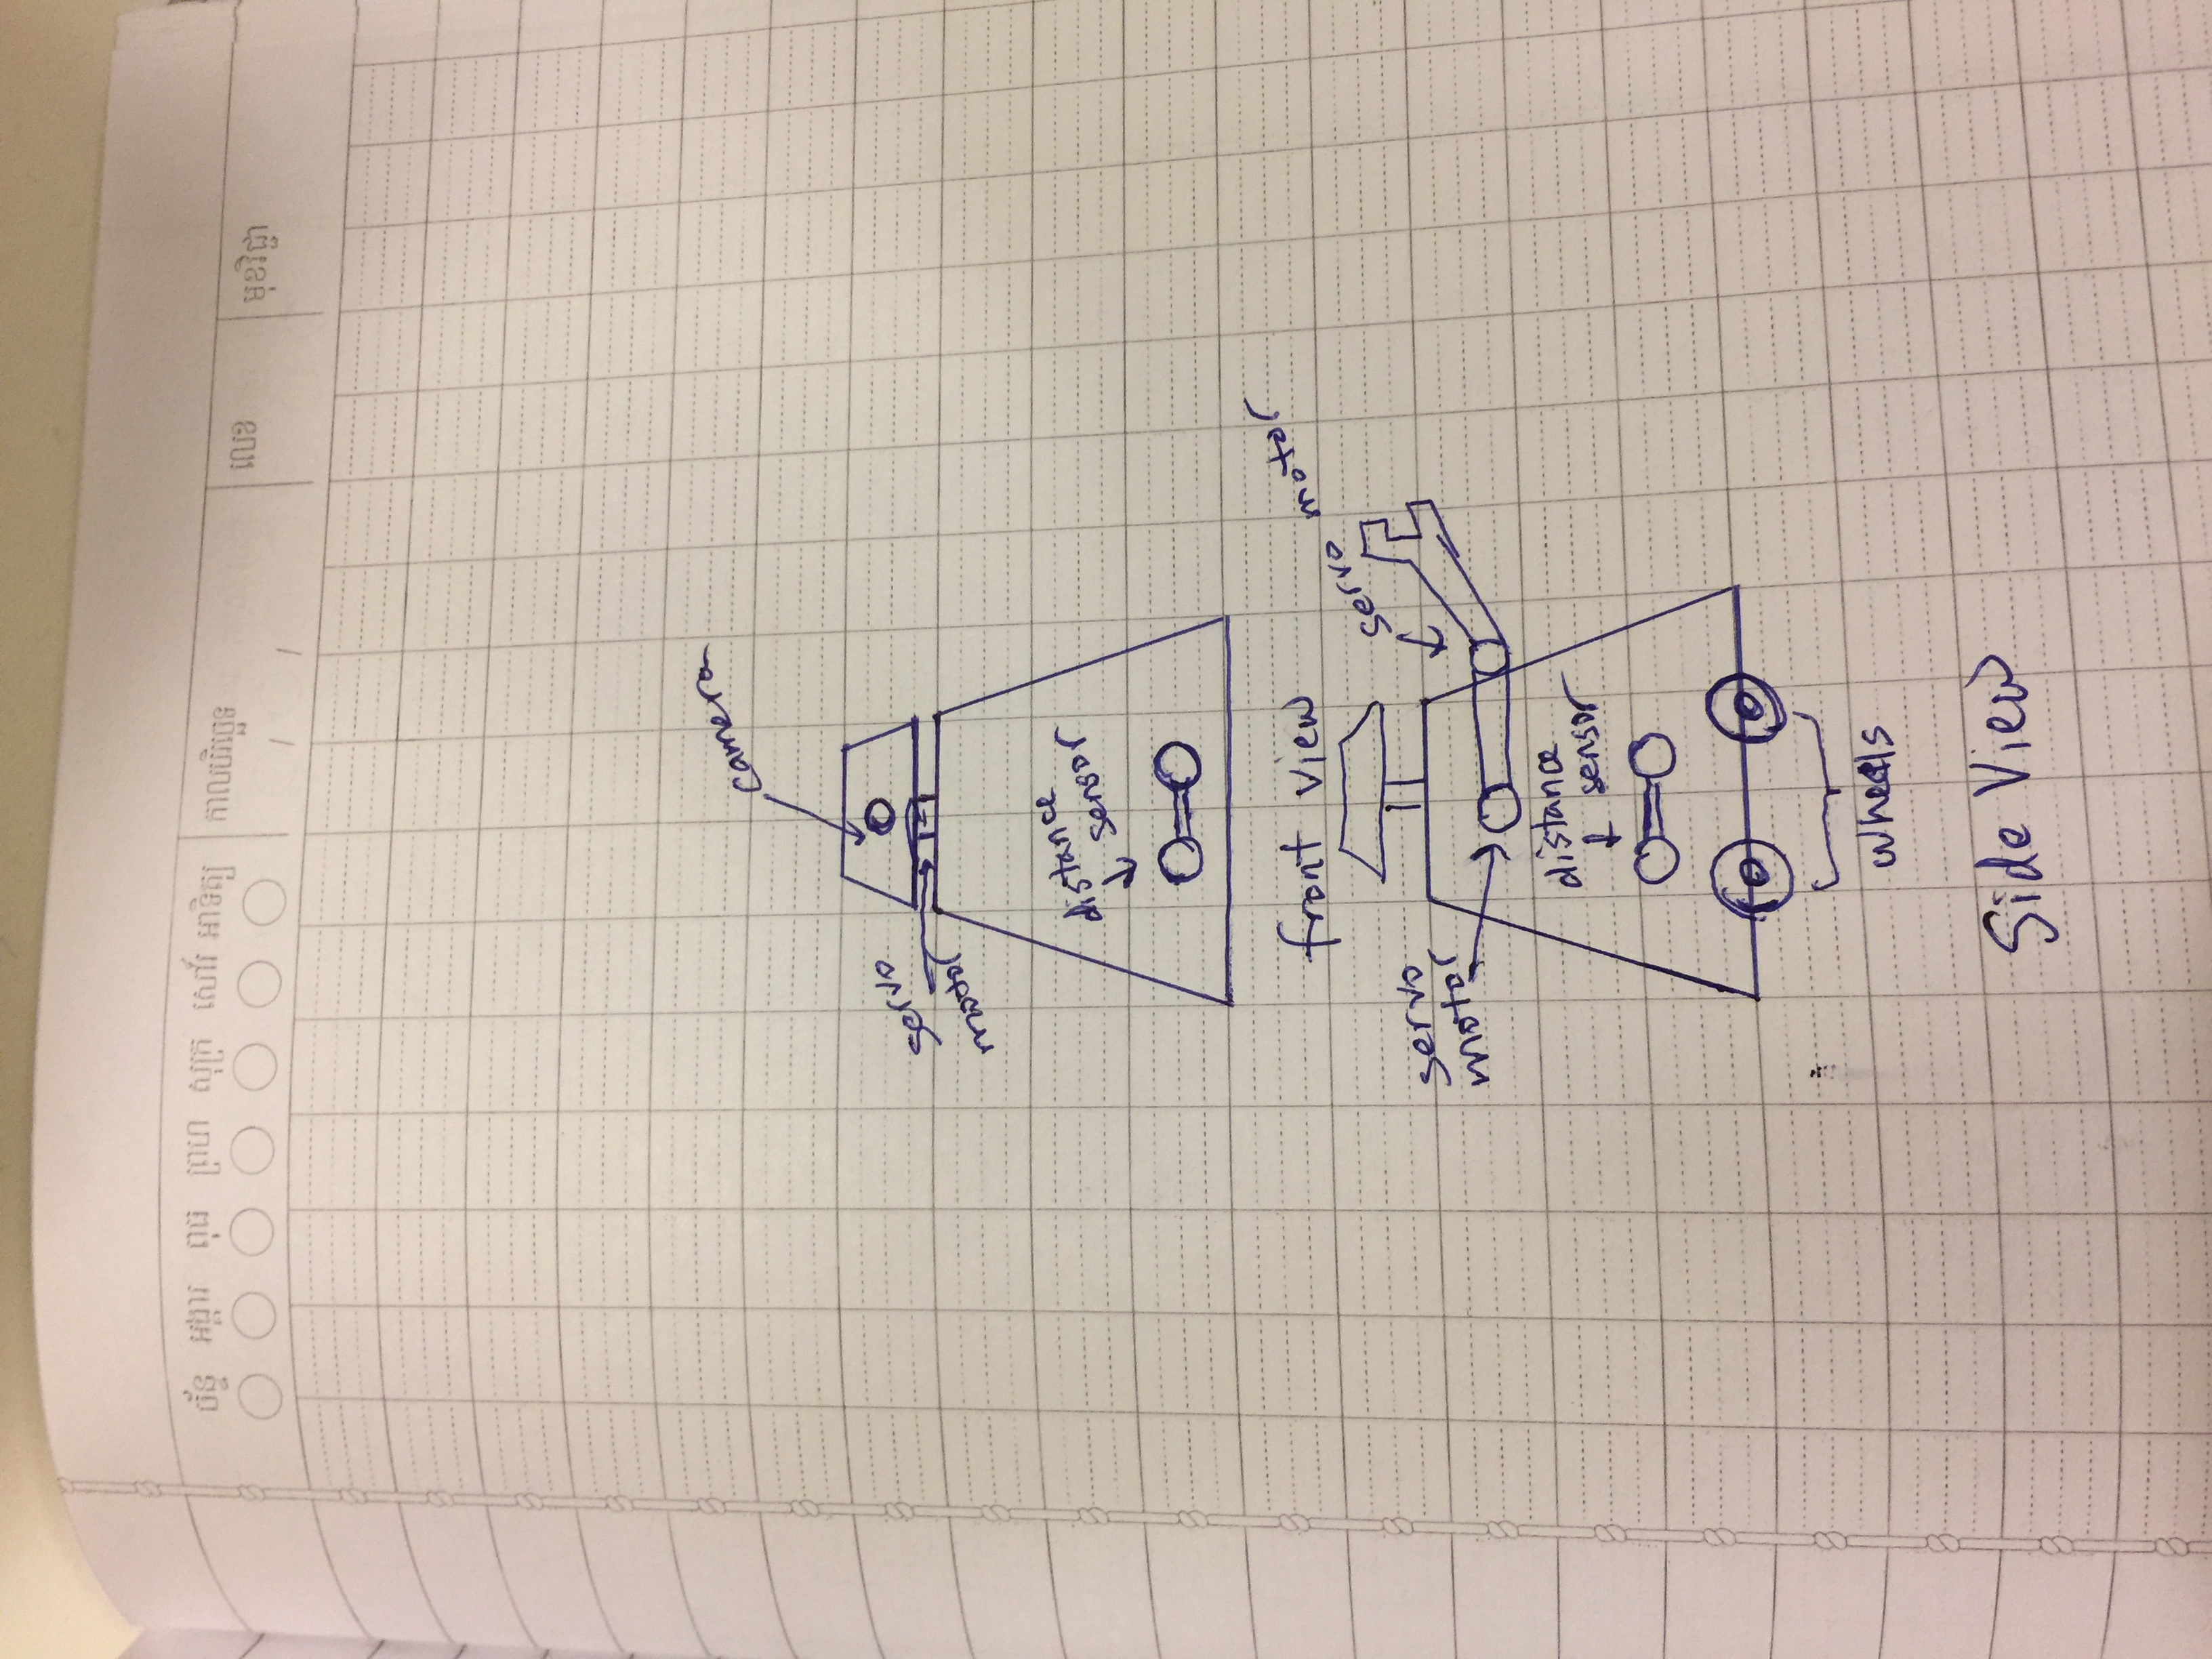 ច័ន្ទ អង្គារ ពុធ ព្រហ សុក្រ សៅរ៍ អាទិត្យ កាលបរិច្ឆេទ លេខ មុខវិជ្ជា
/ /
camera
servo
motor
distance
sensor
front view
servo motor
servo
motor
distance
sensor
wheels
Side View